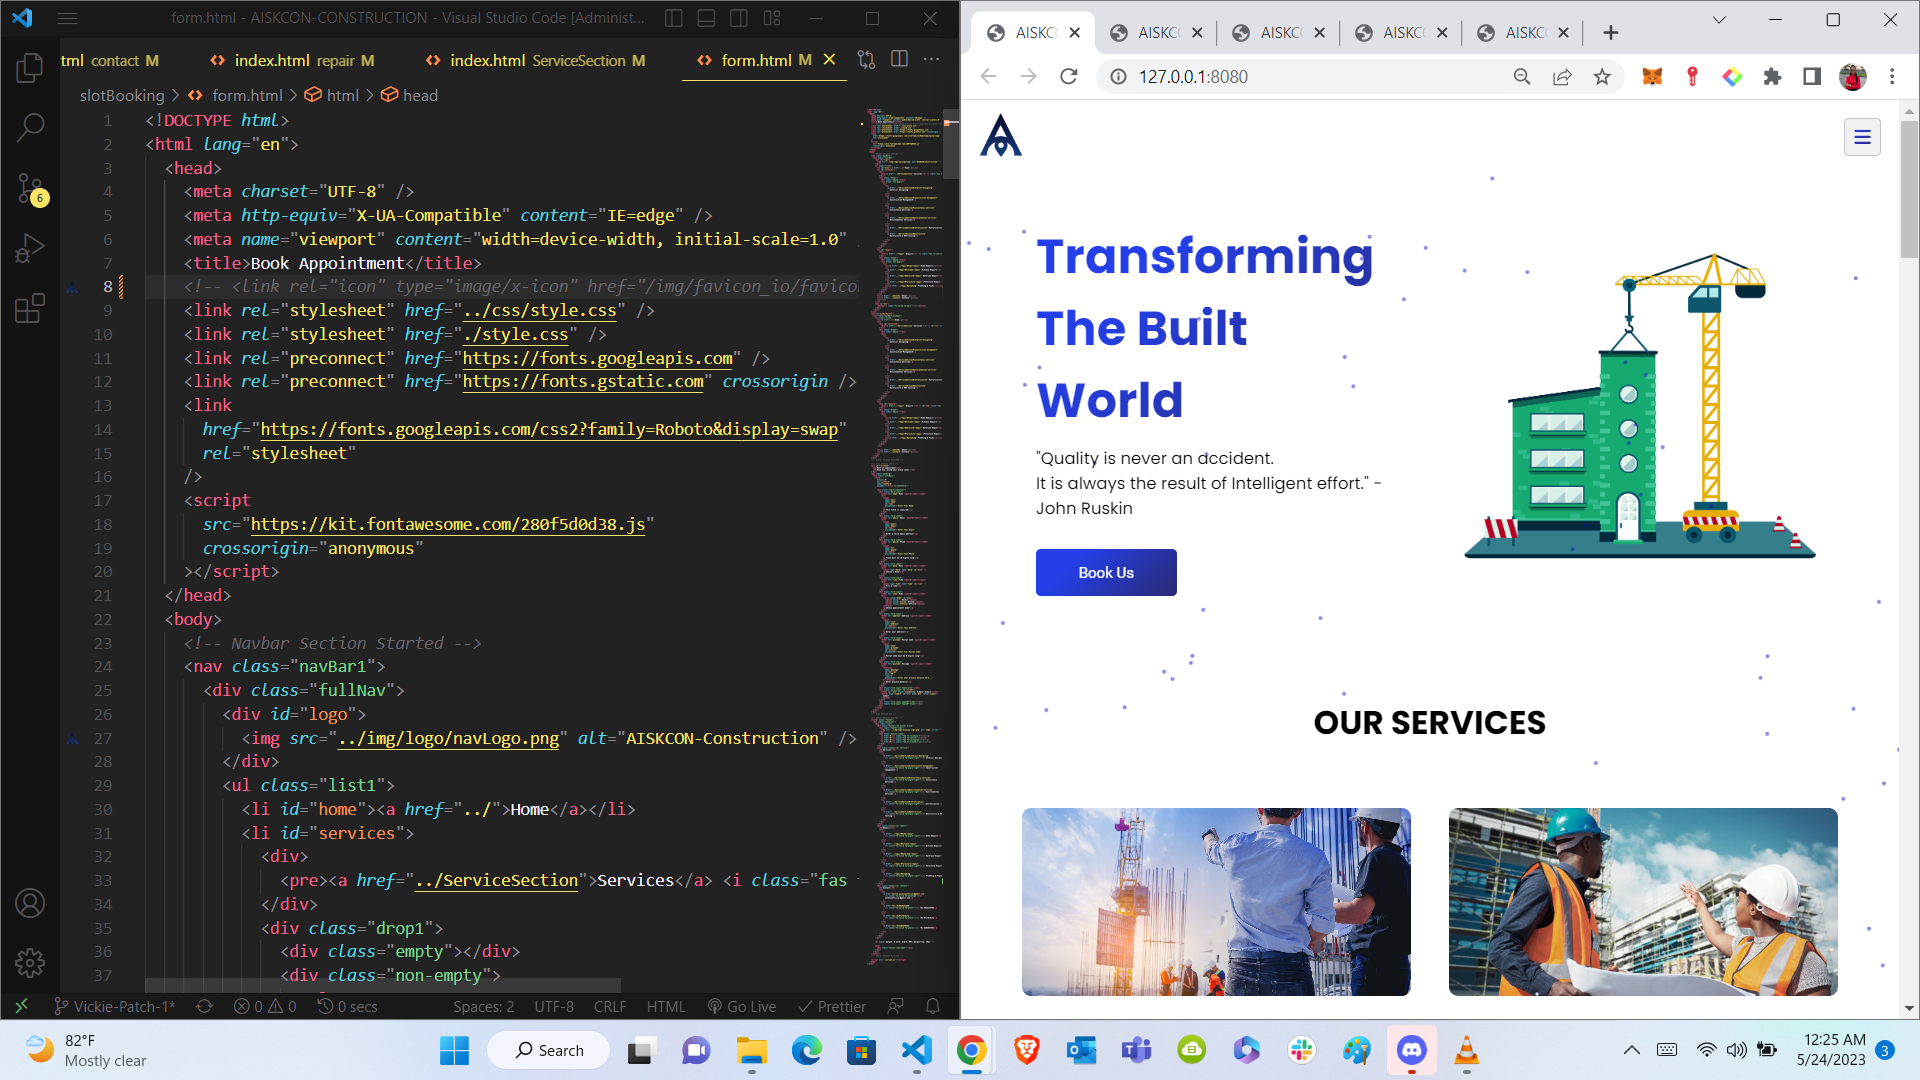 form.html - AISKCON-CONSTRUCTION - Visual Studio Code [Administ...
tml contact M
index.html repair M
index.html ServiceSection M
form.html M
slotBooking > form.html > html > head
1 <!DOCTYPE html>
2 <html lang="en">
3 <head>
4 <meta charset="UTF-8" />
5 <meta http-equiv="X-UA-Compatible" content="IE=edge" />
6 <meta name="viewport" content="width=device-width, initial-scale=1.0"
7 <title>Book Appointment</title>
8 <!-- <link rel="icon" type="image/x-icon" href="/img/favicon_io/favico
9 <link rel="stylesheet" href="../css/style.css" />
10 <link rel="stylesheet" href="./style.css" />
11 <link rel="preconnect" href="https://fonts.googleapis.com" />
12 <link rel="preconnect" href="https://fonts.gstatic.com" crossorigin />
13 <link
14 href="https://fonts.googleapis.com/css2?family=Roboto&display=swap"
15 rel="stylesheet"
16 />
17 <script
18 src="https://kit.fontawesome.com/280f5d0d38.js"
19 crossorigin="anonymous"
20 ></script>
21 </head>
22 <body>
23 <!-- Navbar Section Started -->
24 <nav class="navBar1">
25 <div class="fullNav">
26 <div id="logo">
27 <img src="../img/logo/navLogo.png" alt="AISKCON-Construction" />
28 </div>
29 <ul class="list1">
30 <li id="home"><a href="../">Home</a></li>
31 <li id="services">
32 <div>
33 <pre><a href="../ServiceSection">Services</a> <i class="fas
34 </div>
35 <div class="drop1">
36 <div class="empty"></div>
37 <div class="non-empty">
6
Vickie-Patch-1* 0 0 0 secs Spaces: 2 UTF-8 CRLF HTML Go Live Prettier
AISKC
AISKC
AISKC
AISKC
AISKC
127.0.0.1:8080
Transforming
The Built
World
"Quality is never an accident.
It is always the result of Intelligent effort." -
John Ruskin
Book Us
OUR SERVICES
82°F
Mostly clear
Search
12:25 AM
5/24/2023
3